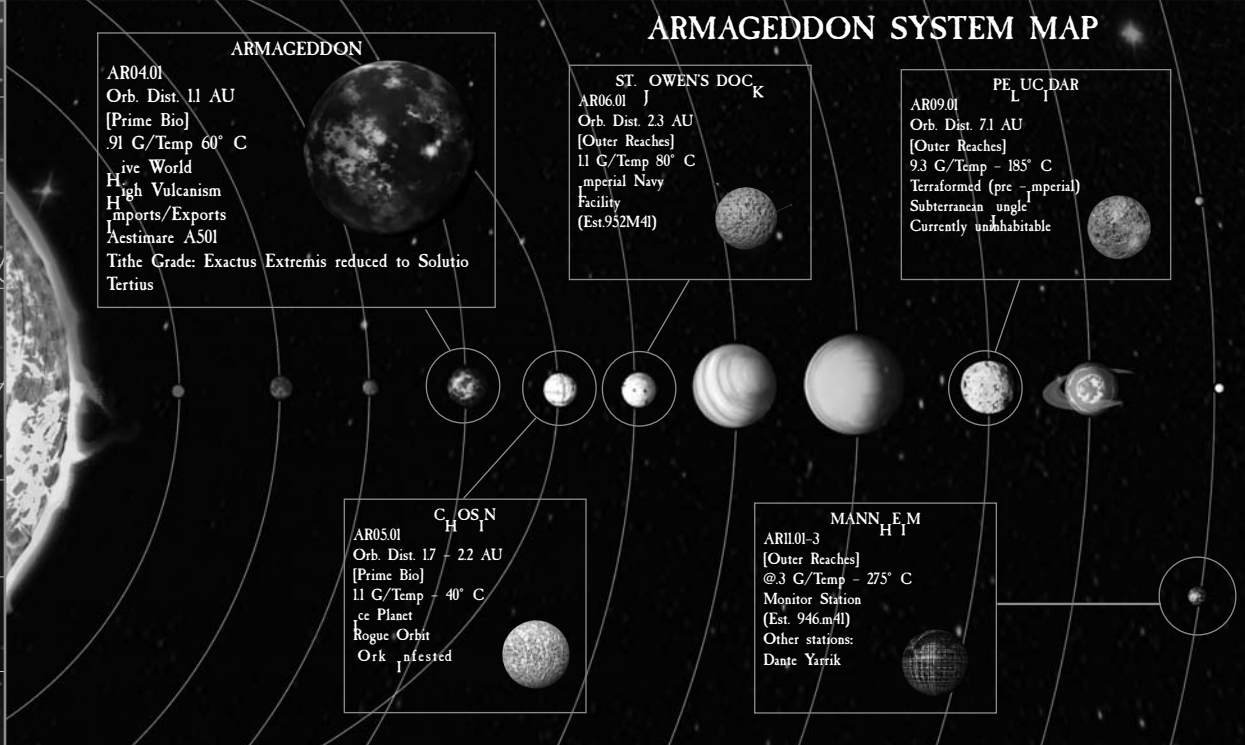 ARMAGEDDON SYSTEM MAP
ARMAGEDDON
AR04.01
Orb. Dist. 1.1 AU
[Prime Bio]
.91 G/Temp 60° C
Hive World
High Vulcanism
Imports/Exports
Aestimare A501
Tithe Grade: Exactus Extremis reduced to Solutio
Tertius
ST. JOWEN'S DOCK
AR06.01
Orb. Dist. 2.3 AU
[Outer Reaches]
1.1 G/Temp 80° C
Imperial Navy
Facility
(Est.952M41)
PELUCIDAR
AR09.01
Orb. Dist. 7.1 AU
[Outer Reaches]
9.3 G/Temp - 185° C
Terraformed (pre -Imperial)
Subterranean Jungle
Currently uninhabitable
CHOSIN
AR05.01
Orb. Dist. 1.7 - 2.2 AU
[Prime Bio]
1.1 G/Temp - 40° C
Ice Planet
Rogue Orbit
Ork Infested
MANNHEIM
AR11.01-3
[Outer Reaches]
@.3 G/Temp - 275° C
Monitor Station
(Est. 946.m41)
Other stations:
Dante Yarrik